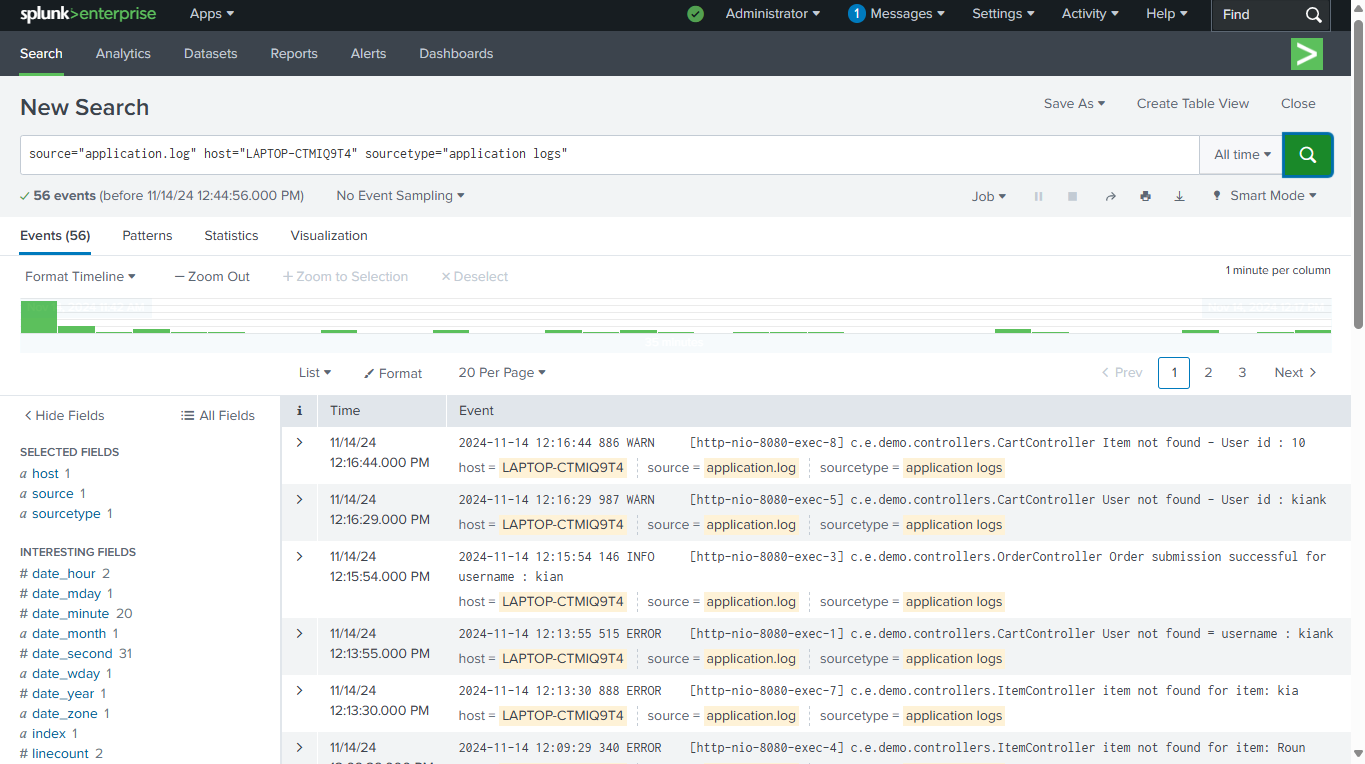 splunk>enterprise Apps Administrator 1 Messages Settings Activity Help Find
Search Analytics Datasets Reports Alerts Dashboards
New Search
Save As Create Table View Close
source="application.log" host="LAPTOP-CTMIQ9T4" sourcetype="application logs"
All time
56 events (before 11/14/24 12:44:56.000 PM) No Event Sampling
Job Smart Mode
Events (56) Patterns Statistics Visualization
Format Timeline — Zoom Out + Zoom to Selection × Deselect
1 minute per column
List Format 20 Per Page
< Prev 1 2 3 Next >
< Hide Fields All Fields
SELECTED FIELDS
a host 1
a source 1
a sourcetype 1
INTERESTING FIELDS
# date_hour 2
# date_mday 1
# date_minute 20
a date_month 1
# date_second 31
a date_wday 1
# date_year 1
a date_zone 1
a index 1
# linecount 2
i Time Event
11/14/24
12:16:44.000 PM
2024-11-14 12:16:44 886 WARN [http-nio-8080-exec-8] c.e.demo.controllers.CartController Item not found - User id : 10
host = LAPTOP-CTMIQ9T4 source = application.log sourcetype = application logs
11/14/24
12:16:29.000 PM
2024-11-14 12:16:29 987 WARN [http-nio-8080-exec-5] c.e.demo.controllers.CartController User not found - User id : kiank
host = LAPTOP-CTMIQ9T4 source = application.log sourcetype = application logs
11/14/24
12:15:54.000 PM
2024-11-14 12:15:54 146 INFO [http-nio-8080-exec-3] c.e.demo.controllers.OrderController Order submission successful for
username : kian
host = LAPTOP-CTMIQ9T4 source = application.log sourcetype = application logs
11/14/24
12:13:55.000 PM
2024-11-14 12:13:55 515 ERROR [http-nio-8080-exec-1] c.e.demo.controllers.CartController User not found = username : kiank
host = LAPTOP-CTMIQ9T4 source = application.log sourcetype = application logs
11/14/24
12:13:30.000 PM
2024-11-14 12:13:30 888 ERROR [http-nio-8080-exec-7] c.e.demo.controllers.ItemController item not found for item: kia
host = LAPTOP-CTMIQ9T4 source = application.log sourcetype = application logs
11/14/24
2024-11-14 12:09:29 340 ERROR [http-nio-8080-exec-4] c.e.demo.controllers.ItemController item not found for item: Roun